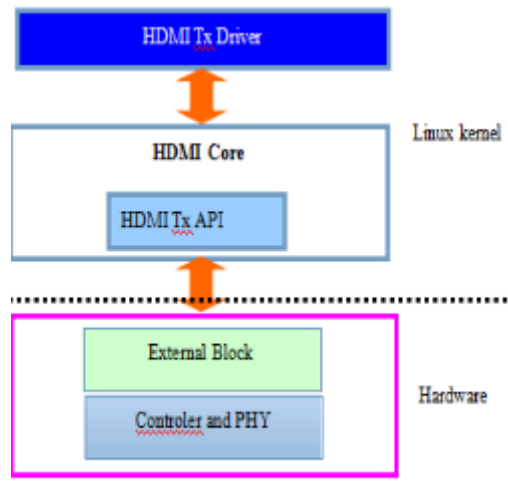 HDMI Tx Driver
Linux kernel
HDMI Core
HDMI Tx API
External Block
Hardware
Controler and PHY